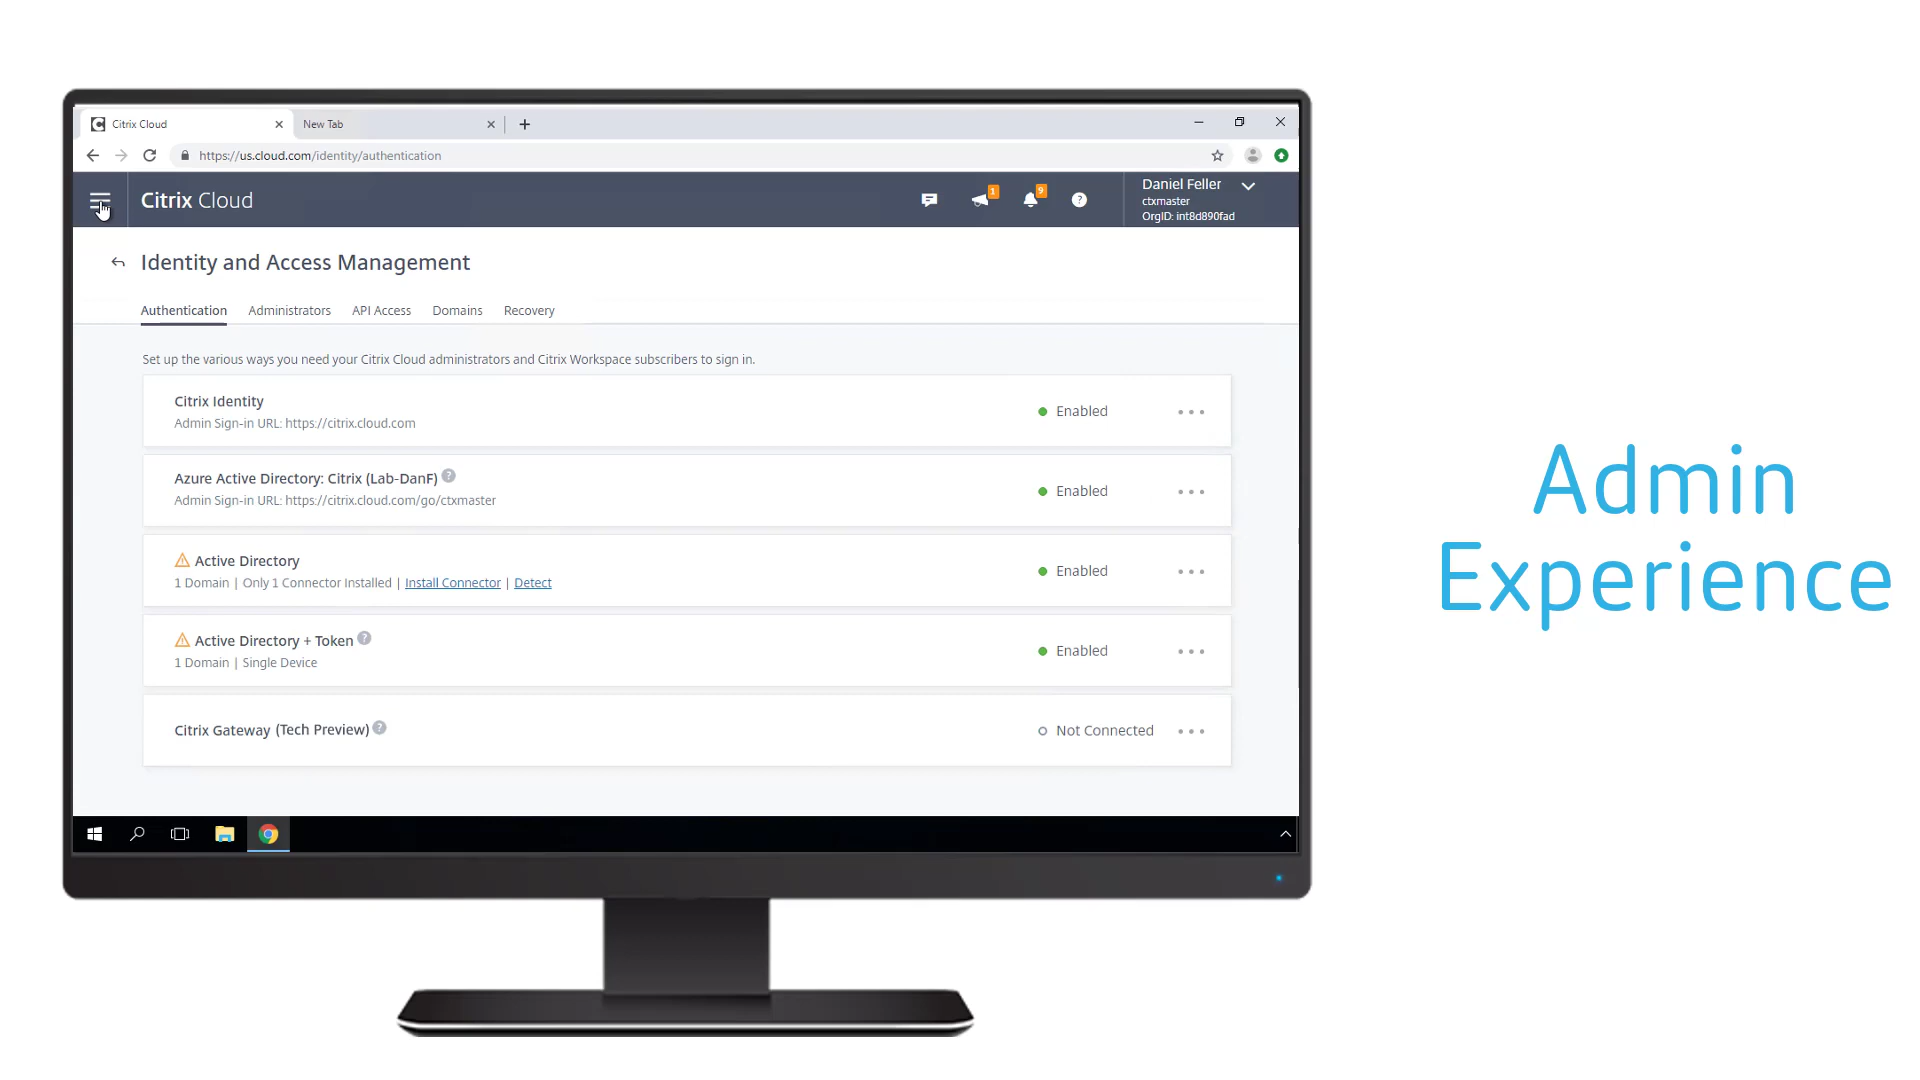 Citrix Cloud
New Tab
https://us.cloud.com/identity/authentication
Citrix Cloud
1
9
?
Daniel Feller
ctxmaster
OrgID: int8d890fad
Identity and Access Management
Authentication
Administrators
API Access
Domains
Recovery
Set up the various ways you need your Citrix Cloud administrators and Citrix Workspace subscribers to sign in.
Citrix Identity
Admin Sign-in URL: https://citrix.cloud.com
Enabled
Azure Active Directory: Citrix (Lab-DanF) ?
Admin Sign-in URL: https://citrix.cloud.com/go/ctxmaster
Enabled
Active Directory
1 Domain | Only 1 Connector Installed | Install Connector | Detect
Enabled
Active Directory + Token ?
1 Domain | Single Device
Enabled
Citrix Gateway (Tech Preview) ?
Not Connected
Admin
Experience